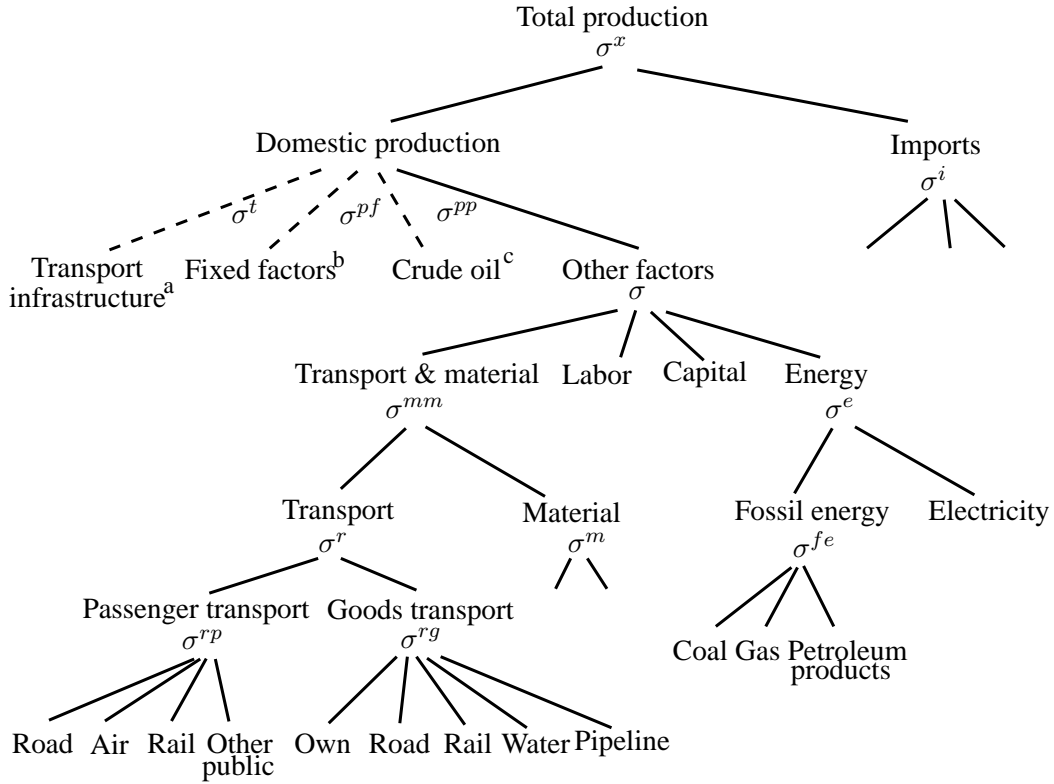 Total production
σ^x
Domestic production
Imports
σ^i
σ^t
σ^{pf}
σ^{pp}
Transport
infrastructure^a
Fixed factors^b
Crude oil^c
Other factors
σ
Transport & material
Labor
Capital
Energy
σ^{mm}
σ^e
Transport
Material
Fossil energy
Electricity
σ^r
σ^m
σ^{fe}
Passenger transport
Goods transport
σ^{rp}
σ^{rg}
Coal
Gas
Petroleum
products
Road
Air
Rail
Other
public
Own
Road
Rail
Water
Pipeline